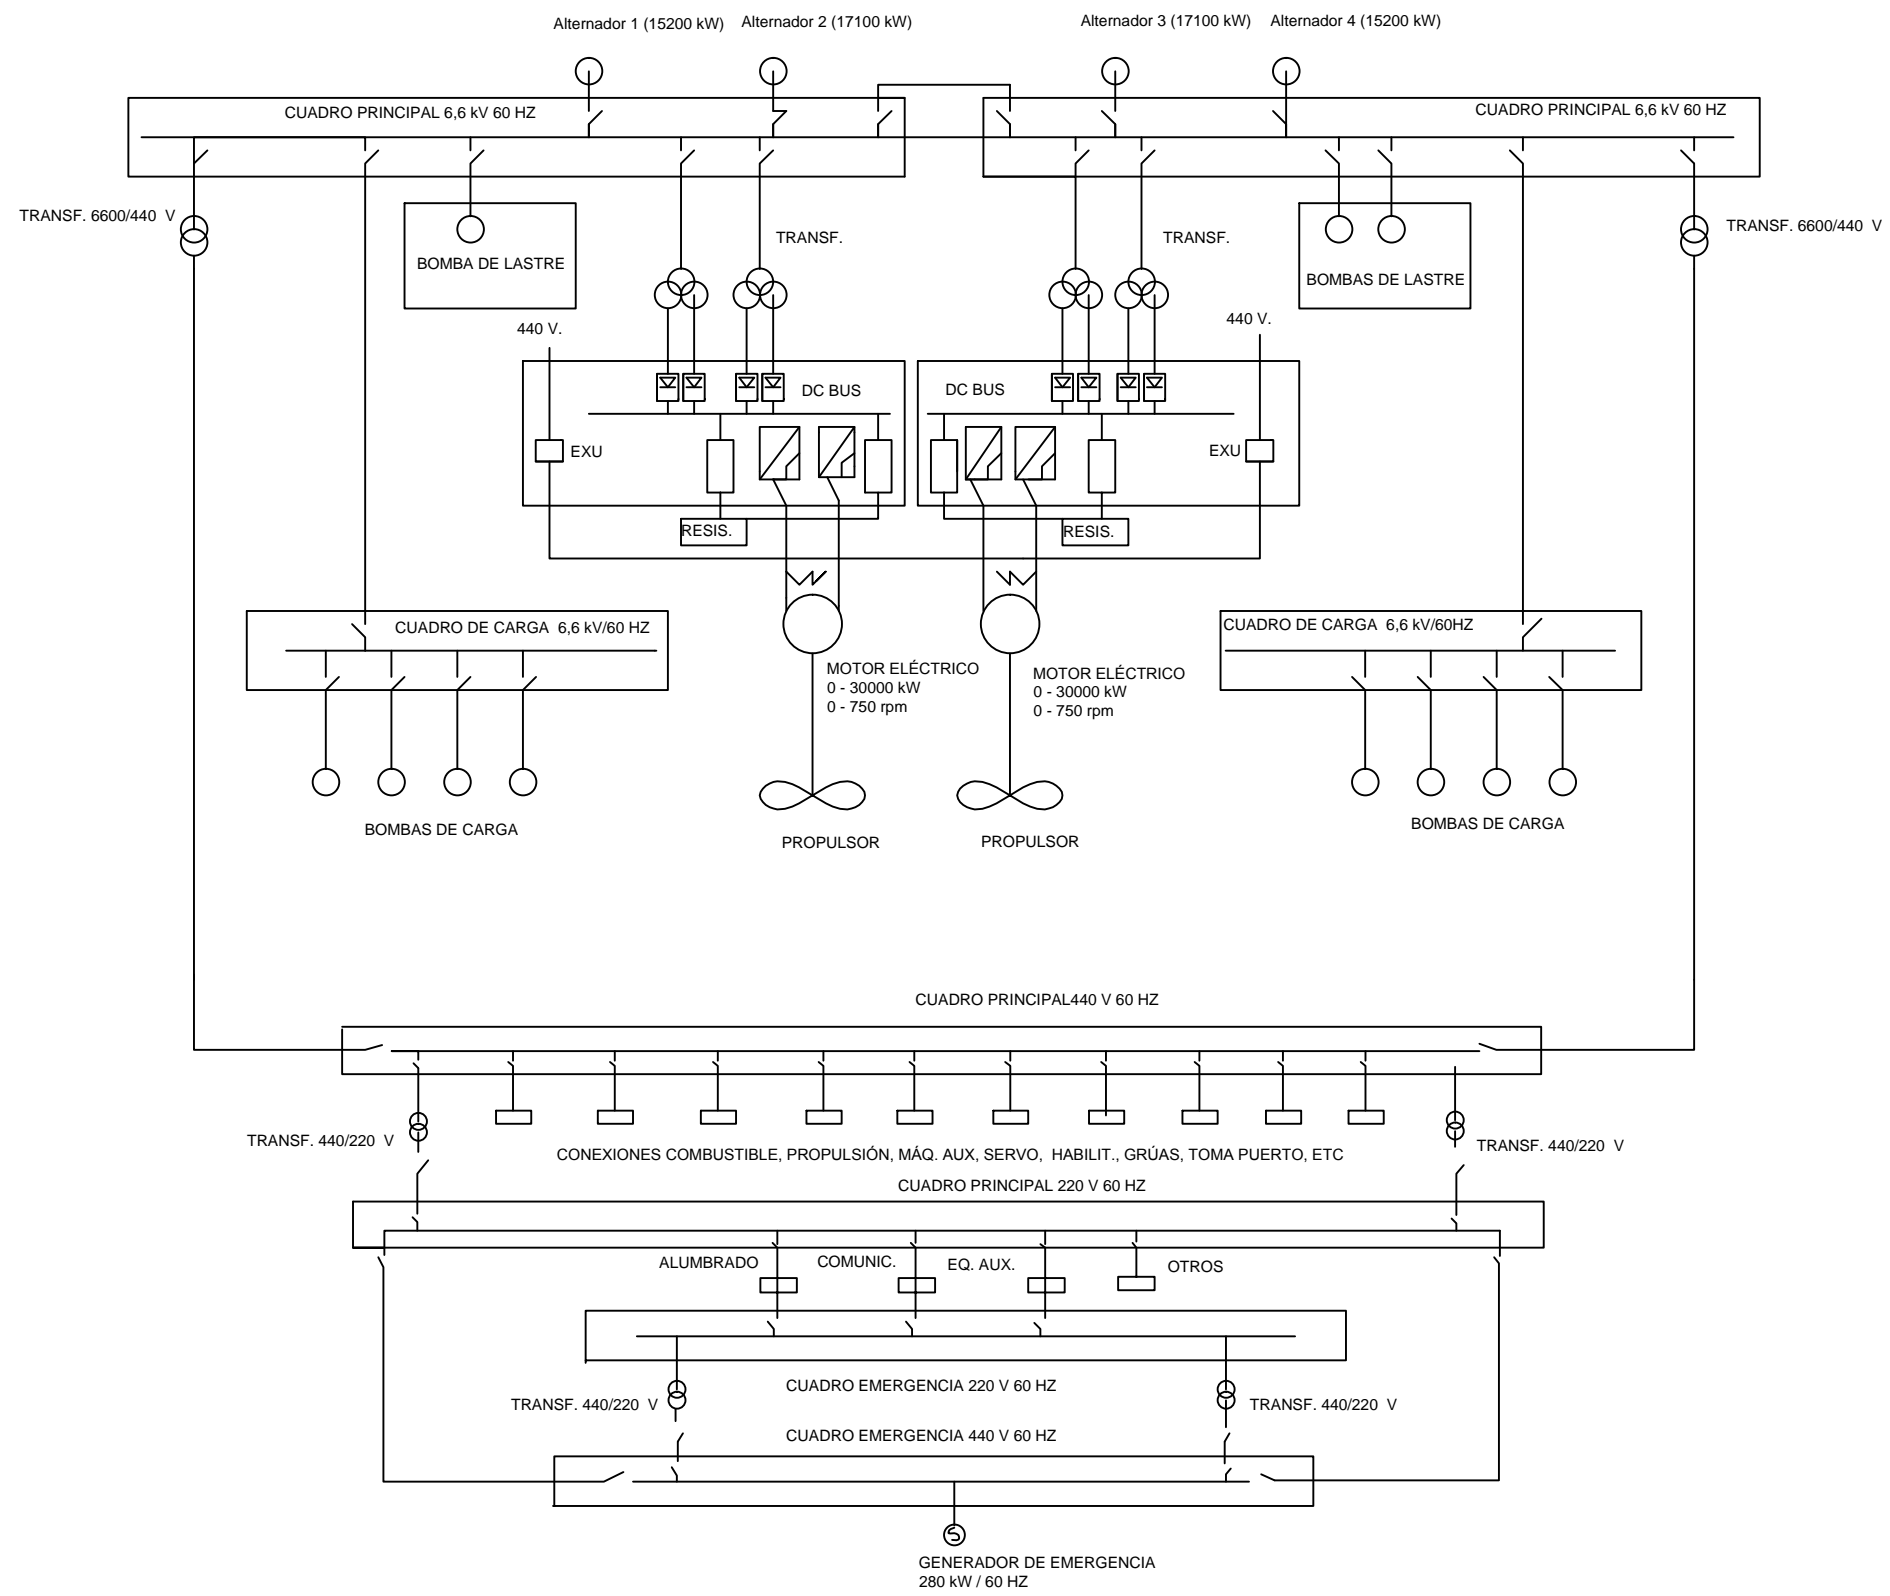 Alternador 1 (15200 kW)
Alternador 2 (17100 kW)
Alternador 3 (17100 kW)
Alternador 4 (15200 kW)
CUADRO PRINCIPAL 6,6 kV 60 HZ
CUADRO PRINCIPAL 6,6 kV 60 HZ
TRANSF. 6600/440 V
TRANSF. 6600/440 V
BOMBA DE LASTRE
TRANSF.
TRANSF.
BOMBAS DE LASTRE
440 V.
440 V.
DC BUS
DC BUS
EXU
EXU
RESIS.
RESIS.
CUADRO DE CARGA 6,6 kV/60 HZ
CUADRO DE CARGA 6,6 kV/60HZ
MOTOR ELÉCTRICO
0 - 30000 kW
0 - 750 rpm
MOTOR ELÉCTRICO
0 - 30000 kW
0 - 750 rpm
BOMBAS DE CARGA
PROPULSOR
PROPULSOR
BOMBAS DE CARGA
CUADRO PRINCIPAL440 V 60 HZ
TRANSF. 440/220 V
TRANSF. 440/220 V
CONEXIONES COMBUSTIBLE, PROPULSIÓN, MÁQ. AUX, SERVO, HABILIT., GRÚAS, TOMA PUERTO, ETC
CUADRO PRINCIPAL 220 V 60 HZ
ALUMBRADO
COMUNIC.
EQ. AUX.
OTROS
CUADRO EMERGENCIA 220 V 60 HZ
TRANSF. 440/220 V
TRANSF. 440/220 V
CUADRO EMERGENCIA 440 V 60 HZ
GENERADOR DE EMERGENCIA
280 kW / 60 HZ